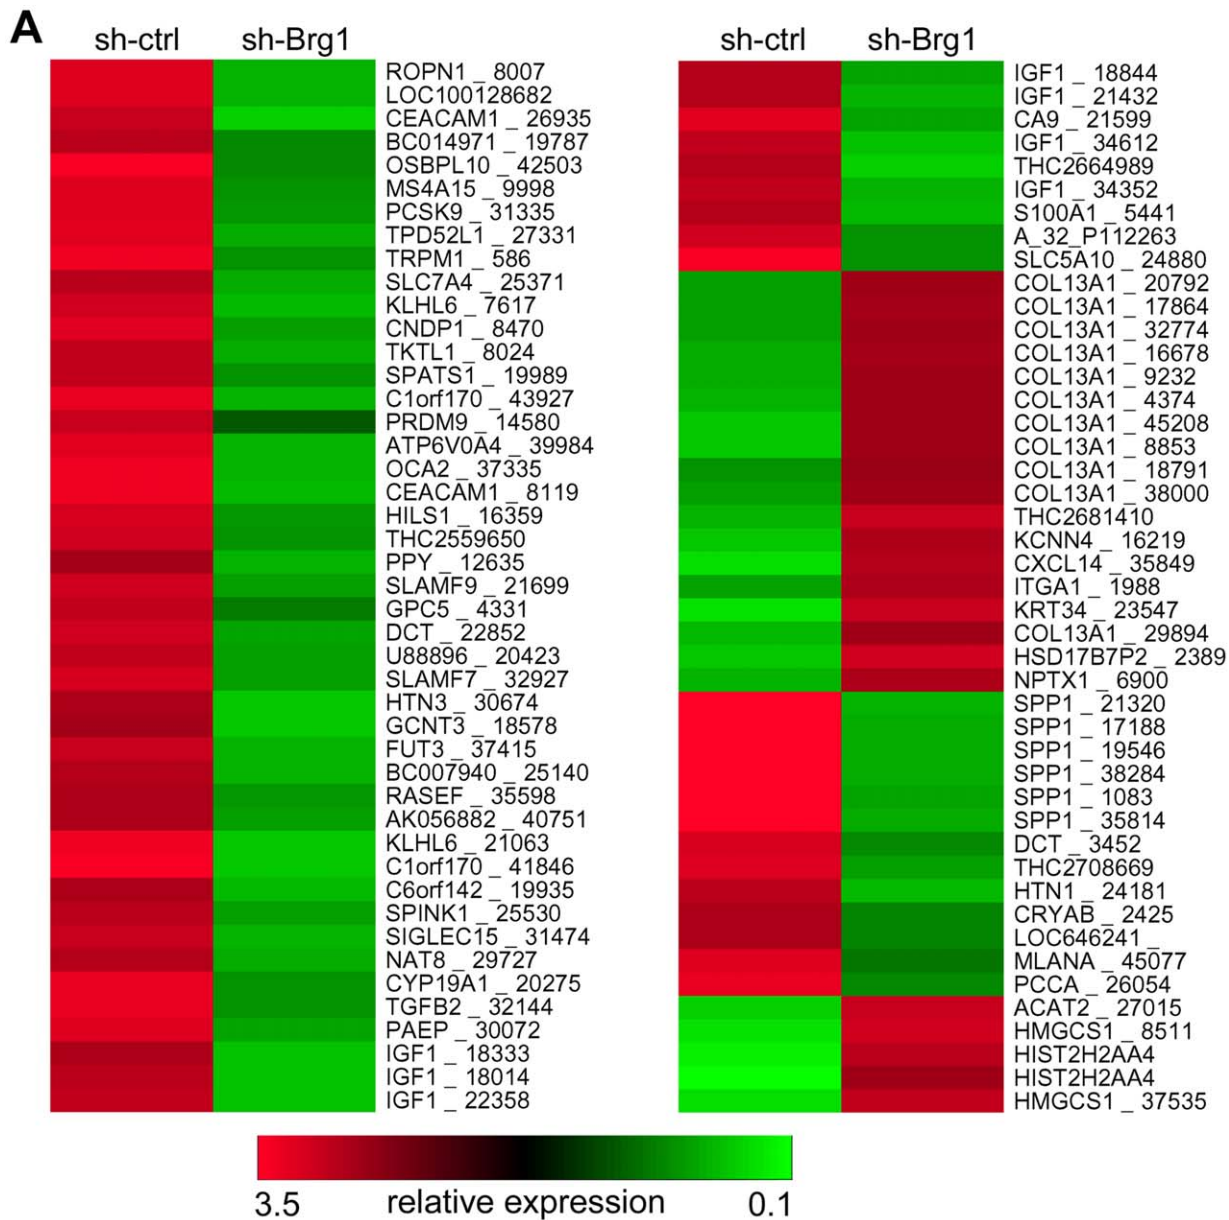 A
sh-ctrl sh-Brg1
ROPN1 _ 8007
LOC100128682
CEACAM1 _ 26935
BC014971 _ 19787
OSBPL10 _ 42503
MS4A15 _ 9998
PCSK9 _ 31335
TPD52L1 _ 27331
TRPM1 _ 586
SLC7A4 _ 25371
KLHL6 _ 7617
CNDP1 _ 8470
TKTL1 _ 8024
SPATS1 _ 19989
C1orf170 _ 43927
PRDM9 _ 14580
ATP6V0A4 _ 39984
OCA2 _ 37335
CEACAM1 _ 8119
HILS1 _ 16359
THC2559650
PPY _ 12635
SLAMF9 _ 21699
GPC5 _ 4331
DCT _ 22852
U88896 _ 20423
SLAMF7 _ 32927
HTN3 _ 30674
GCNT3 _ 18578
FUT3 _ 37415
BC007940 _ 25140
RASEF _ 35598
AK056882 _ 40751
KLHL6 _ 21063
C1orf170 _ 41846
C6orf142 _ 19935
SPINK1 _ 25530
SIGLEC15 _ 31474
NAT8 _ 29727
CYP19A1 _ 20275
TGFB2 _ 32144
PAEP _ 30072
IGF1 _ 18333
IGF1 _ 18014
IGF1 _ 22358
sh-ctrl sh-Brg1
IGF1 _ 18844
IGF1 _ 21432
CA9 _ 21599
IGF1 _ 34612
THC2664989
IGF1 _ 34352
S100A1 _ 5441
A_32_P112263
SLC5A10 _ 24880
COL13A1 _ 20792
COL13A1 _ 17864
COL13A1 _ 32774
COL13A1 _ 16678
COL13A1 _ 9232
COL13A1 _ 4374
COL13A1 _ 45208
COL13A1 _ 8853
COL13A1 _ 18791
COL13A1 _ 38000
THC2681410
KCNN4 _ 16219
CXCL14 _ 35849
ITGA1 _ 1988
KRT34 _ 23547
COL13A1 _ 29894
HSD17B7P2 _ 2389
NPTX1 _ 6900
SPP1 _ 21320
SPP1 _ 17188
SPP1 _ 19546
SPP1 _ 38284
SPP1 _ 1083
SPP1 _ 35814
DCT _ 3452
THC2708669
HTN1 _ 24181
CRYAB _ 2425
LOC646241 _
MLANA _ 45077
PCCA _ 26054
ACAT2 _ 27015
HMGCS1 _ 8511
HIST2H2AA4
HIST2H2AA4
HMGCS1 _ 37535
3.5 relative expression 0.1